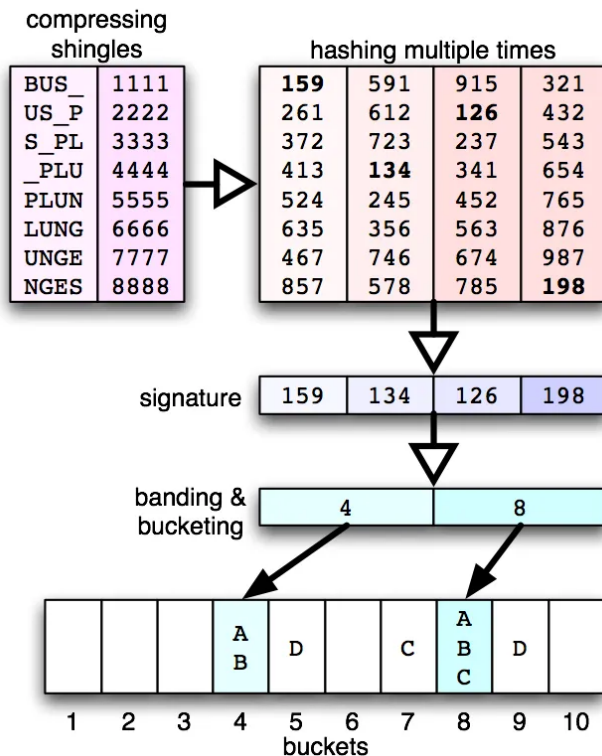 compressing
shingles
hashing multiple times
BUS_ 1111 159 591 915 321
US_P 2222 261 612 126 432
S_PL 3333 372 723 237 543
_PLU 4444 413 134 341 654
PLUN 5555 524 245 452 765
LUNG 6666 635 356 563 876
UNGE 7777 467 746 674 987
NGES 8888 857 578 785 198
signature 159 134 126 198
banding &
bucketing
4 8
A
B
D
C
A
B
C
D
1 2 3 4 5 6 7 8 9 10
buckets